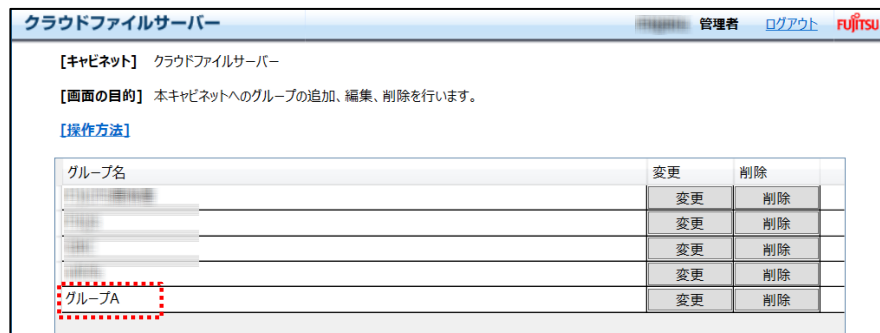 クラウドファイルサーバー 管理者 ログアウト FUJITSU
[キャビネット] クラウドファイルサーバー
[画面の目的] 本キャビネットへのグループの追加、編集、削除を行います。
[操作方法]
グループ名 変更 削除
変更 削除
変更 削除
変更 削除
変更 削除
グループA 変更 削除